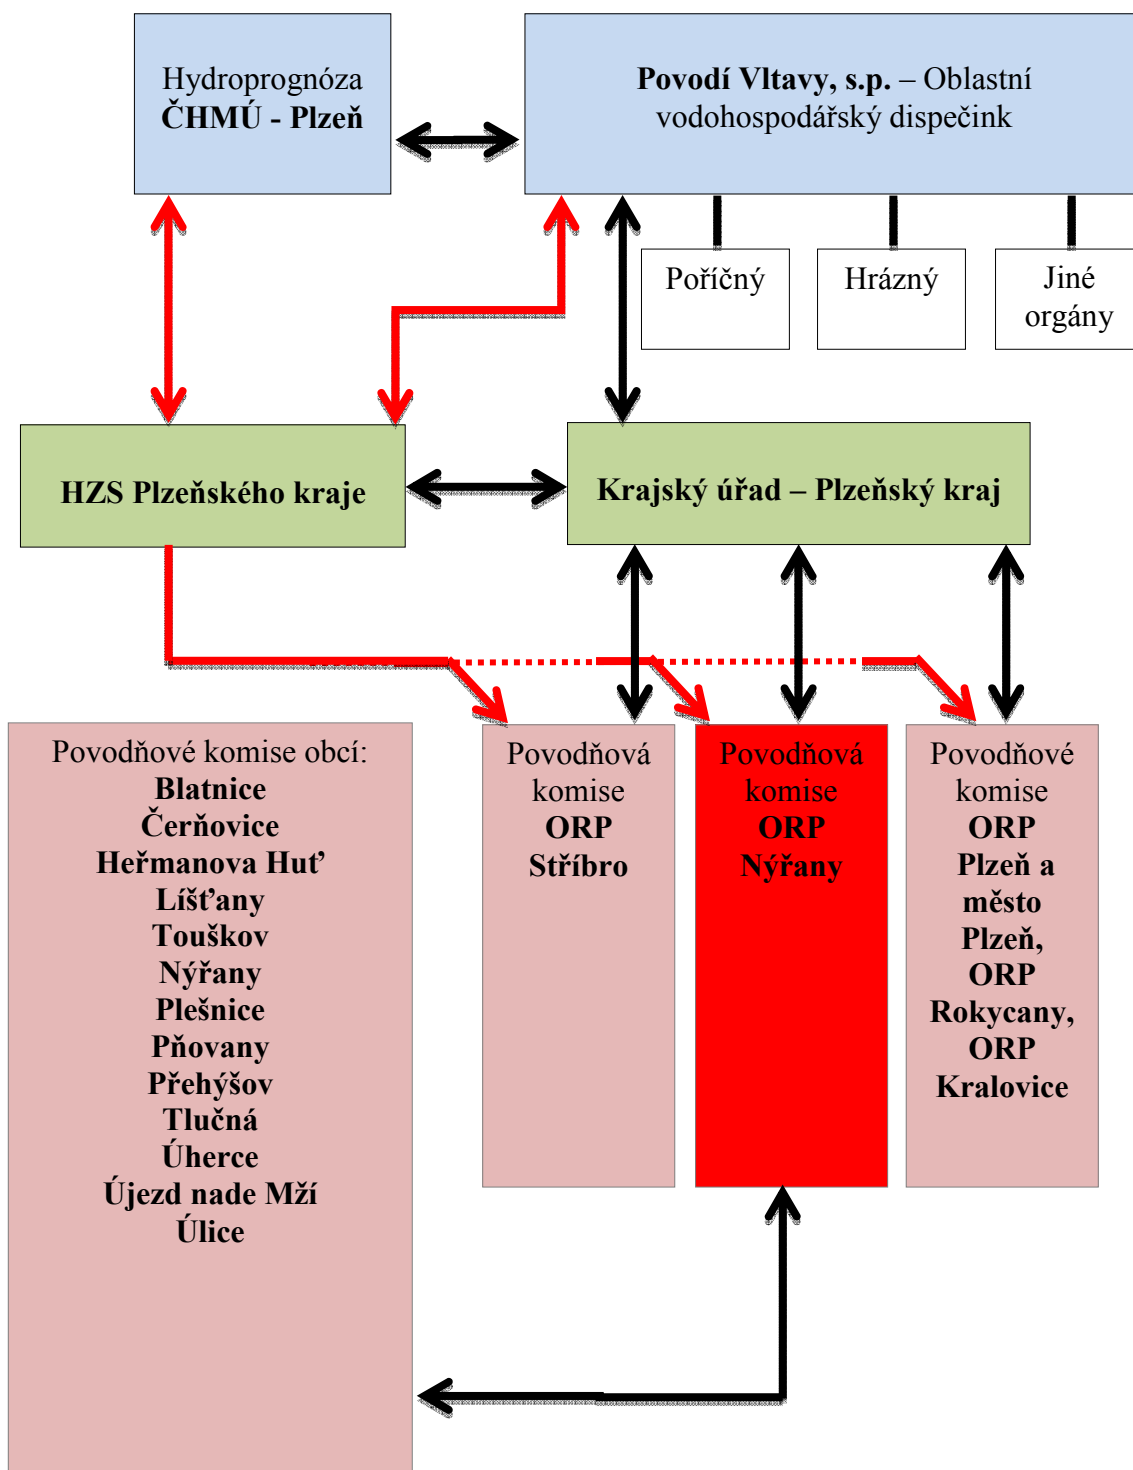 Hydroprognóza
ČHMÚ - Plzeň
Povodí Vltavy, s.p. – Oblastní
vodohospodářský dispečink
Poříčný
Hrázný
Jiné
orgány
HZS Plzeňského kraje
Krajský úřad – Plzeňský kraj
Povodňové komise obcí:
Blatnice
Čerňovice
Heřmanova Huť
Líšťany
Touškov
Nýřany
Plešnice
Pňovany
Přehýšov
Tlučná
Úherce
Újezd nade Mží
Úlice
Povodňová
komise
ORP
Stříbro
Povodňová
komise
ORP
Nýřany
Povodňové
komise
ORP
Plzeň a
město
Plzeň,
ORP
Rokycany,
ORP
Kralovice